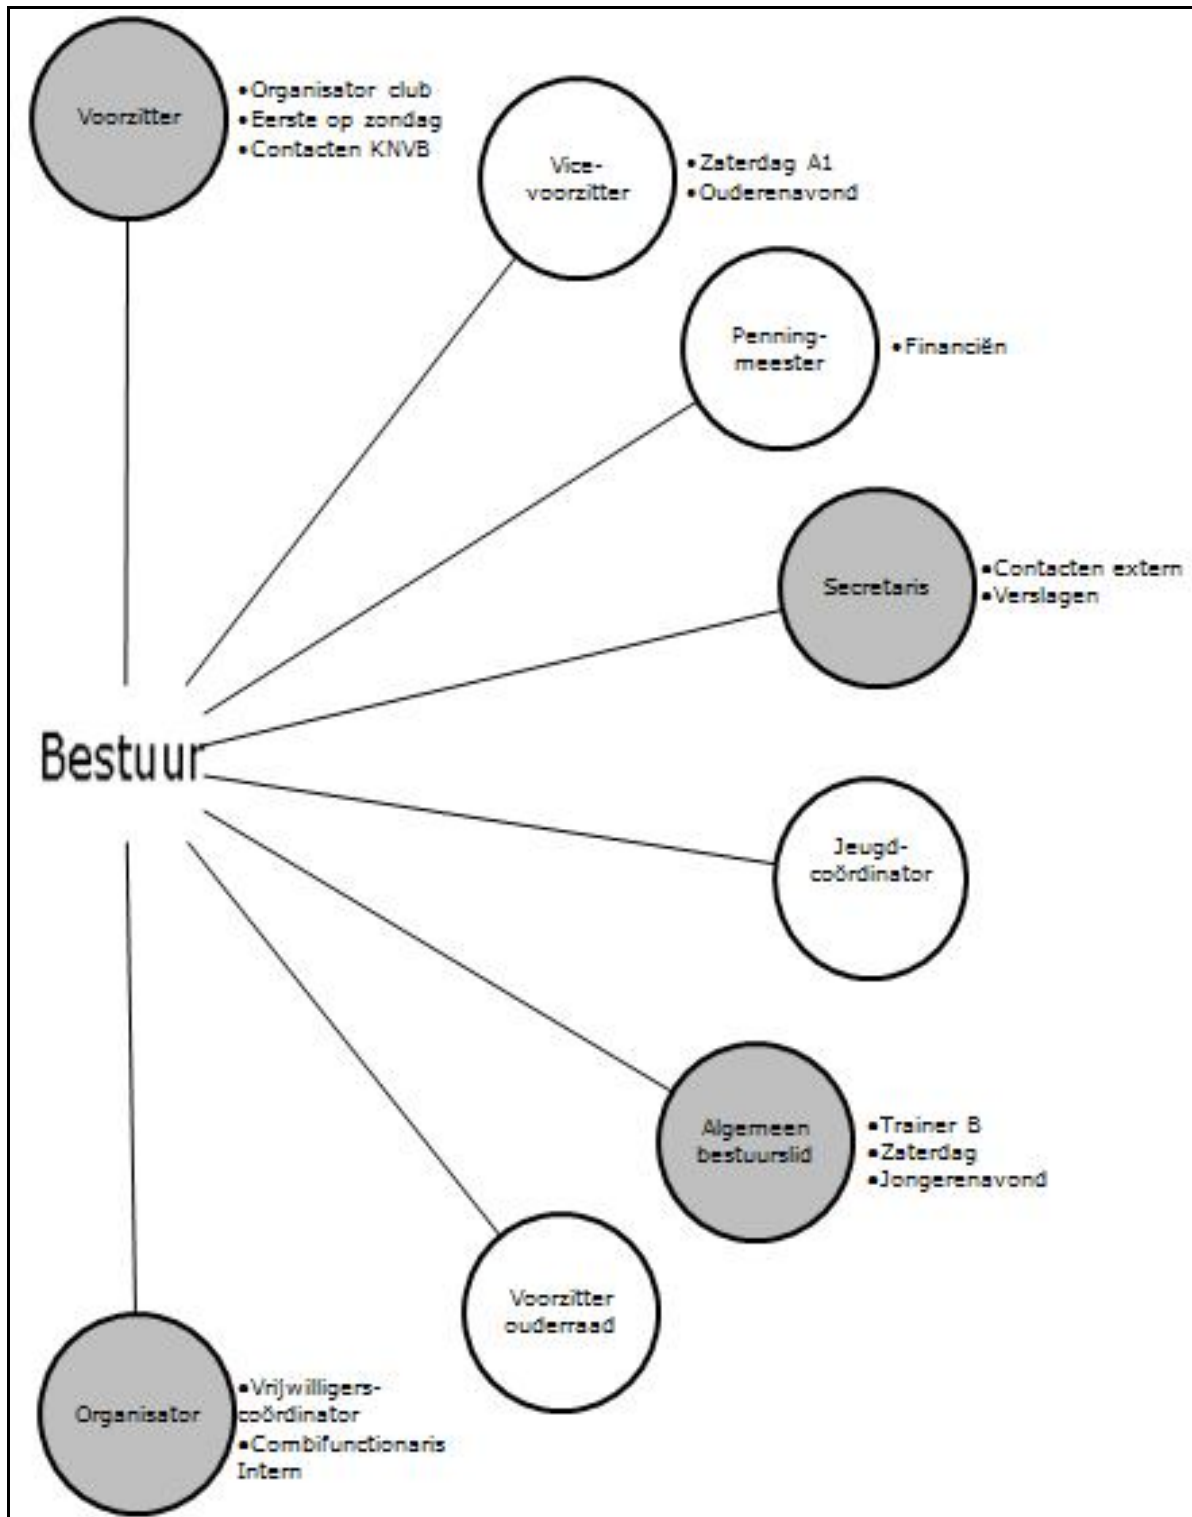 Voorzitter
•Organisator club
•Eerste op zondag
•Contacten KNVB
Vice-
voorzitter
•Zaterdag A1
•Ouderenavond
Penning-
meester
•Financiën
Secretaris
•Contacten extern
•Verslagen
Bestuur
Jeugd-
coördinator
Algemeen
bestuurslid
•Trainer B
•Zaterdag
•Jongerenavond
Voorzitter
ouderraad
Organisator
•Vrijwilligers-
coördinator
•Combifunctionaris
Intern